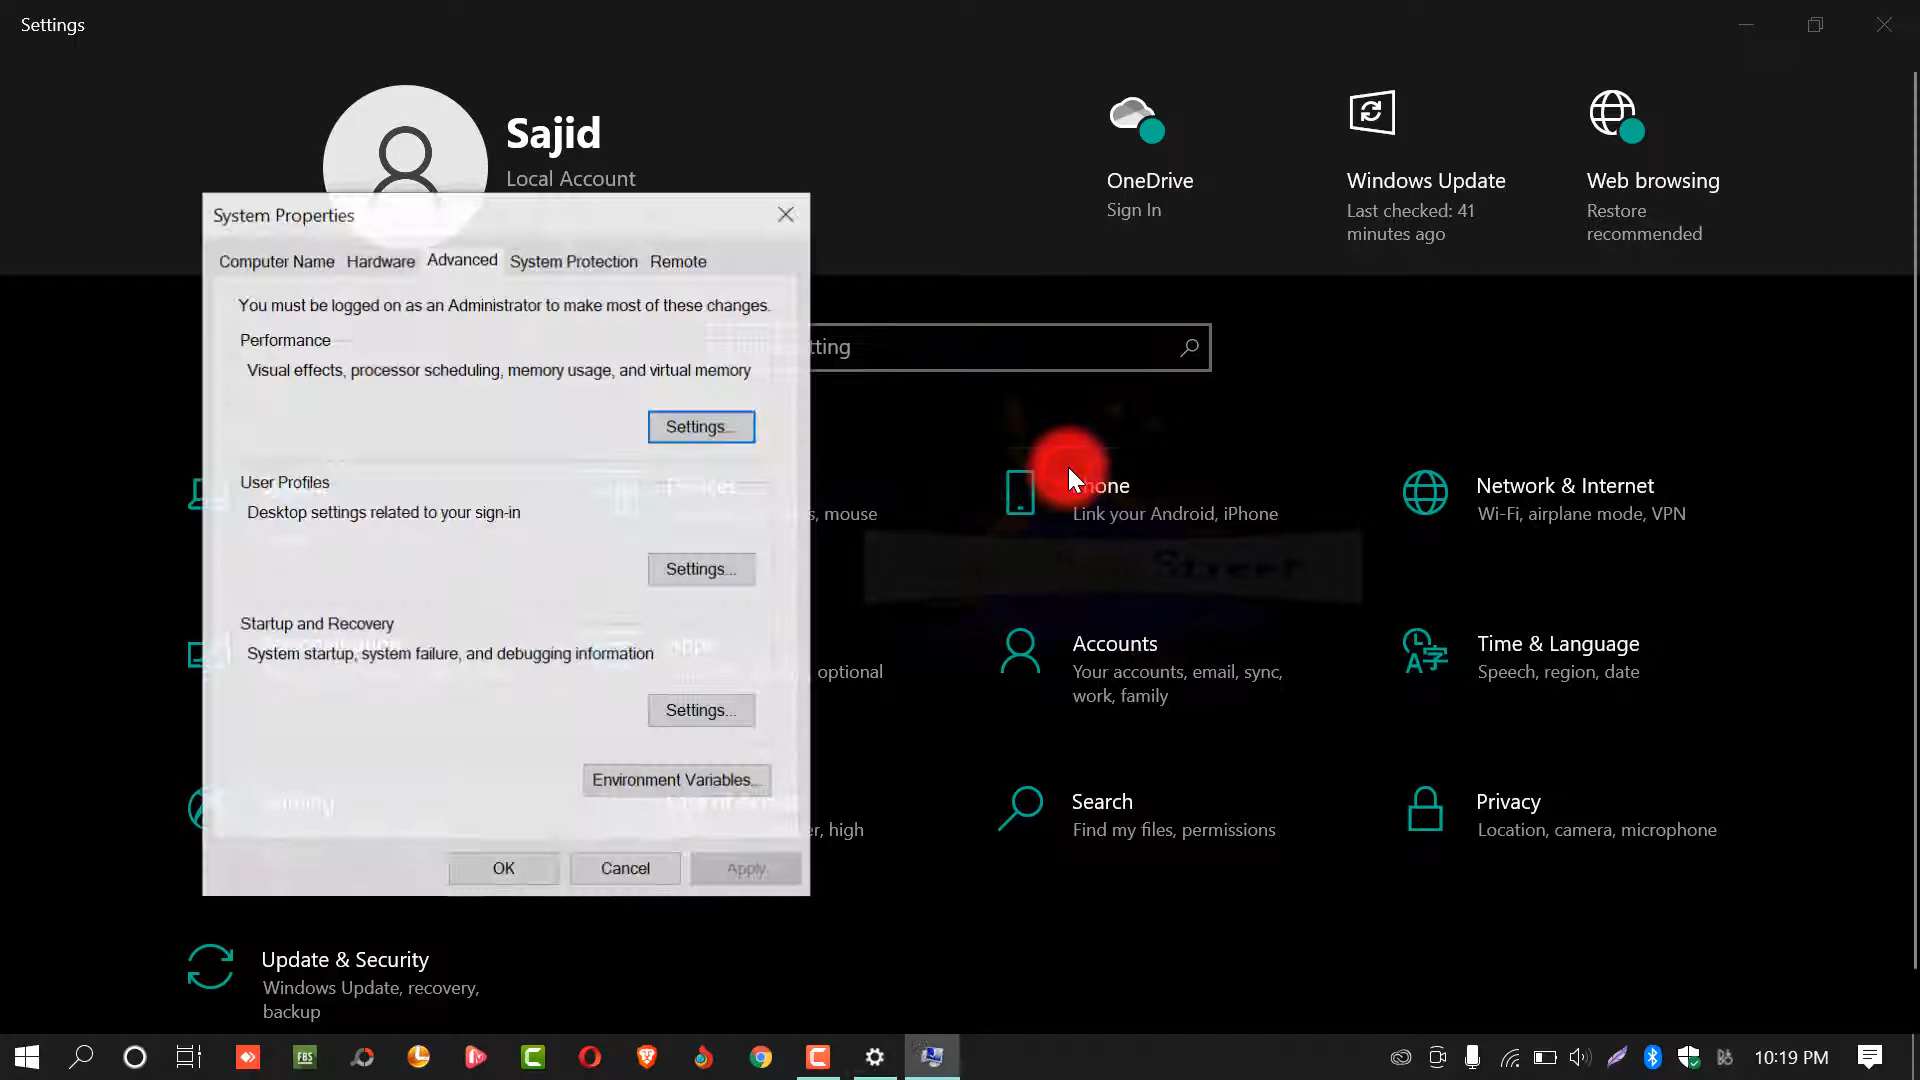 Settings
Sajid
Local Account
OneDrive
Sign In
Windows Update
Last checked: 41
minutes ago
Web browsing
Restore
recommended
System Properties
Computer Name Hardware Advanced System Protection Remote
You must be logged on as an Administrator to make most of these changes.
Performance
Visual effects, processor scheduling, memory usage, and virtual memory
Settings...
User Profiles
Desktop settings related to your sign-in
Settings...
Startup and Recovery
System startup, system failure, and debugging information
Settings...
Environment Variables...
OK Cancel Apply
tting
, mouse
hone
Link your Android, iPhone
Network & Internet
Wi-Fi, airplane mode, VPN
Street
optional
Accounts
Your accounts, email, sync,
work, family
Time & Language
Speech, region, date
r, high
Search
Find my files, permissions
Privacy
Location, camera, microphone
Update & Security
Windows Update, recovery,
backup
FBS
10:19 PM